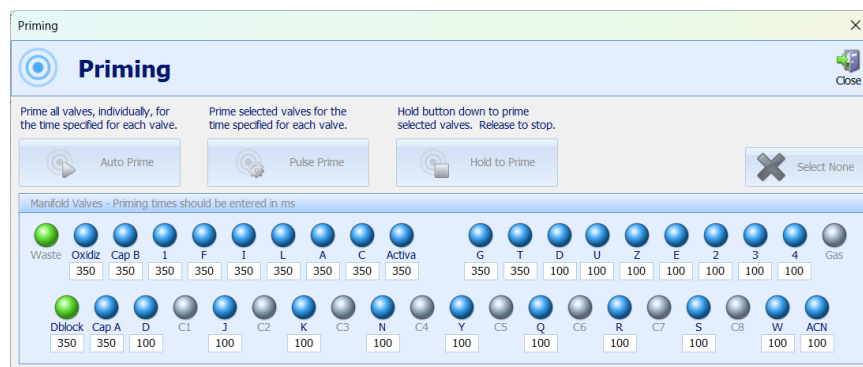 Priming
Priming
Close
Prime all valves, individually, for
the time specified for each valve.
Prime selected valves for the
time specified for each valve.
Hold button down to prime
selected valves. Release to stop.
Auto Prime
Pulse Prime
Hold to Prime
Select None
Manifold Valves - Priming times should be entered in ms
Waste Oxidiz Cap B 1 F I L A C Activa G T D U Z E 2 3 4 Gas
350 350 350 350 350 350 350 350 350 350 350 100 100 100 100 100 100 100
Dblock Cap A D C1 J C2 K C3 N C4 Y C5 Q C6 R C7 S C8 W ACN
350 350 100 100 100 100 100 100 100 100 100 100